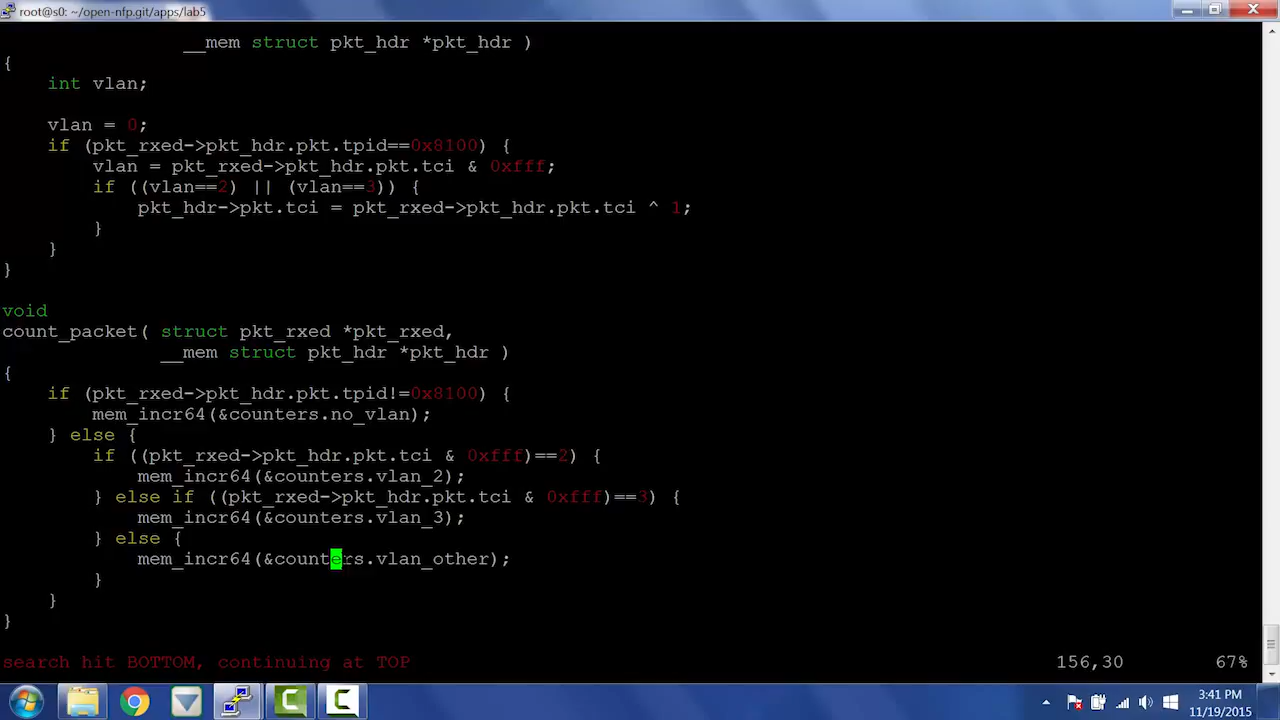 root@s0: ~/open-nfp.git/apps/lab5
__mem struct pkt_hdr *pkt_hdr )
{
int vlan;
vlan = 0;
if (pkt_rxed->pkt_hdr.pkt.tpid==0x8100) {
vlan = pkt_rxed->pkt_hdr.pkt.tci & 0xfff;
if ((vlan==2) || (vlan==3)) {
pkt_hdr->pkt.tci = pkt_rxed->pkt_hdr.pkt.tci ^ 1;
}
}
}
void
count_packet( struct pkt_rxed *pkt_rxed,
__mem struct pkt_hdr *pkt_hdr )
{
if (pkt_rxed->pkt_hdr.pkt.tpid!=0x8100) {
mem_incr64(&counters.no_vlan);
} else {
if ((pkt_rxed->pkt_hdr.pkt.tci & 0xfff)==2) {
mem_incr64(&counters.vlan_2);
} else if ((pkt_rxed->pkt_hdr.pkt.tci & 0xfff)==3) {
mem_incr64(&counters.vlan_3);
} else {
mem_incr64(&counters.vlan_other);
}
}
}
search hit BOTTOM, continuing at TOP 156,30 67%
3:41 PM
11/19/2015